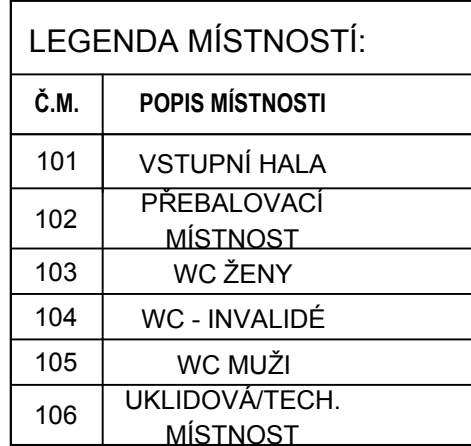 LEGENDA MÍSTNOSTÍ:
Č.M. POPIS MÍSTNOSTI
101 VSTUPNÍ HALA
102 PŘEBALOVACÍ
MÍSTNOST
103 WC ŽENY
104 WC - INVALIDÉ
105 WC MUŽI
106 UKLIDOVÁ/TECH.
MÍSTNOST